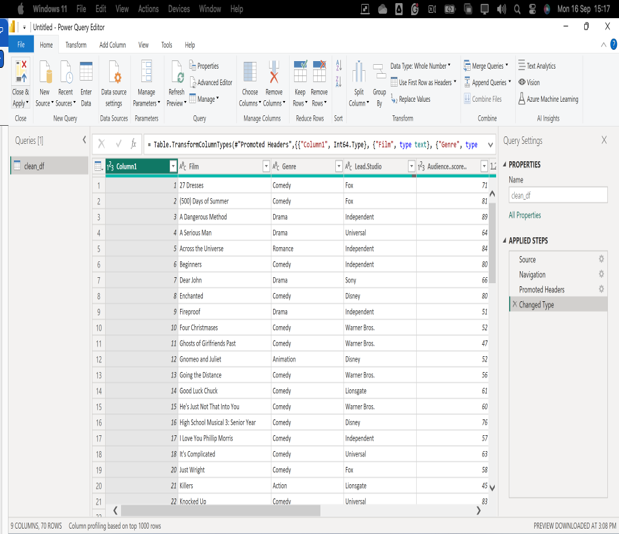 Windows 11 File Edit View Actions Devices Window Help Mon 16 Sep 15:17
Untitled - Power Query Editor
File Home Transform Add Column View Tools Help
Close & Apply
New Source
Recent Sources
Enter Data
Data source settings
Manage Parameters
Refresh Preview
Properties
Advanced Editor
Manage
Choose Columns
Remove Columns
Keep Rows
Remove Rows
Split Column
Group By
Data Type: Whole Number
Use First Row as Headers
Replace Values
Merge Queries
Append Queries
Combine Files
Text Analytics
Vision
Azure Machine Learning
Close New Query Data Sources Parameters Query Manage Columns Reduce Rows Sort Transform Combine AI Insights
Queries [1]
clean_df
fx = Table.TransformColumnTypes(#"Promoted Headers",{{"Column1", Int64.Type}, {"Film", type text}, {"Genre", type
Column1 Film Genre Lead.Studio Audience..score.. 1.2
1 1 27 Dresses Comedy Fox 71
2 2 (500) Days of Summer Comedy Fox 81
3 3 A Dangerous Method Drama Independent 89
4 4 A Serious Man Drama Universal 64
5 5 Across the Universe Romance Independent 84
6 6 Beginners Comedy Independent 80
7 7 Dear John Drama Sony 66
8 8 Enchanted Comedy Disney 80
9 9 Fireproof Drama Independent 51
10 10 Four Christmases Comedy Warner Bros. 52
11 11 Ghosts of Girlfriends Past Comedy Warner Bros. 47
12 12 Gnomeo and Juliet Animation Disney 52
13 13 Going the Distance Comedy Warner Bros. 56
14 14 Good Luck Chuck Comedy Lionsgate 61
15 15 He's Just Not That Into You Comedy Warner Bros. 60
16 16 High School Musical 3: Senior Year Comedy Disney 76
17 17 I Love You Phillip Morris Comedy Independent 57
18 18 It's Complicated Comedy Universal 63
19 19 Just Wright Comedy Fox 58
20 20 Killers Action Lionsgate 45
21 22 Knocked Up Comedy Universal 83
22
Query Settings
PROPERTIES
Name
clean_df
All Properties
APPLIED STEPS
Source
Navigation
Promoted Headers
Changed Type
9 COLUMNS, 70 ROWS Column profiling based on top 1000 rows PREVIEW DOWNLOADED AT 3:08 PM